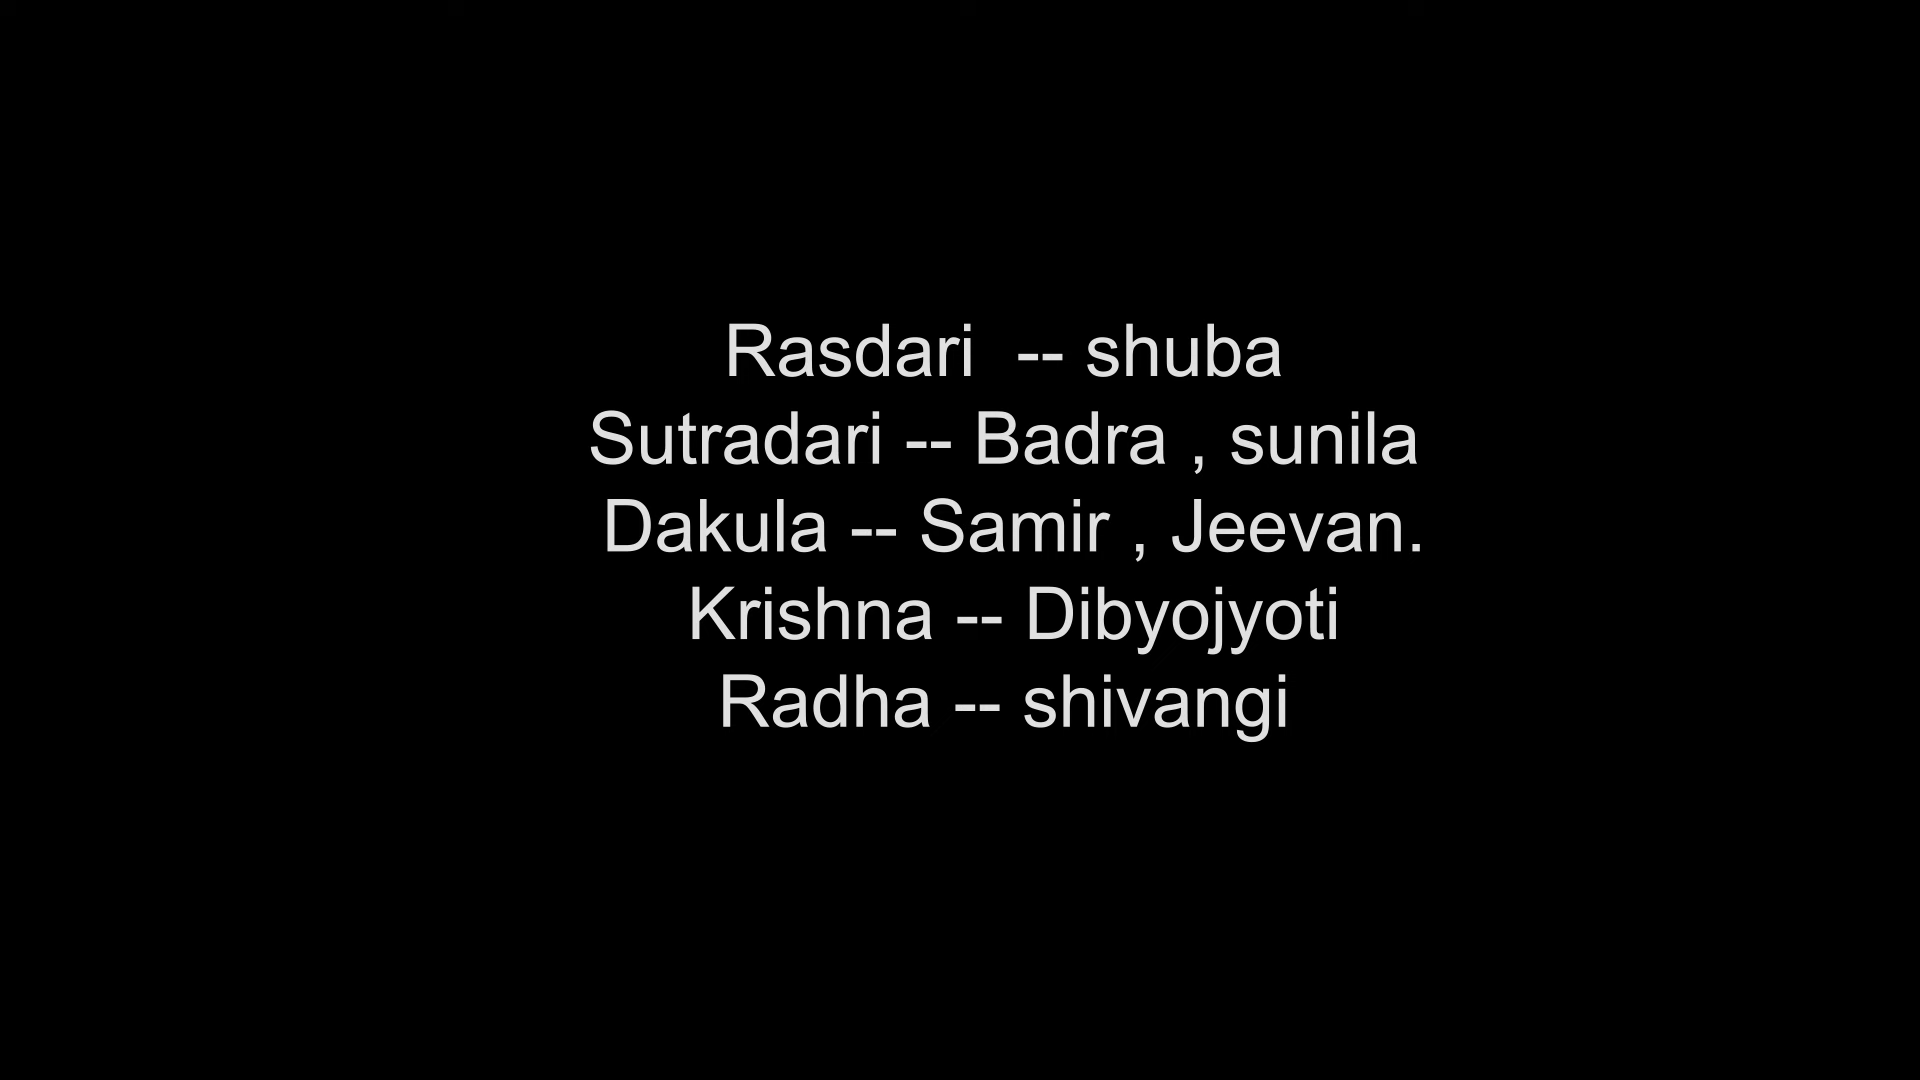 Rasdari  -- shuba
Sutradari -- Badra , sunila
Dakula -- Samir , Jeevan.
Krishna -- Dibyojyoti
Radha -- shivangi